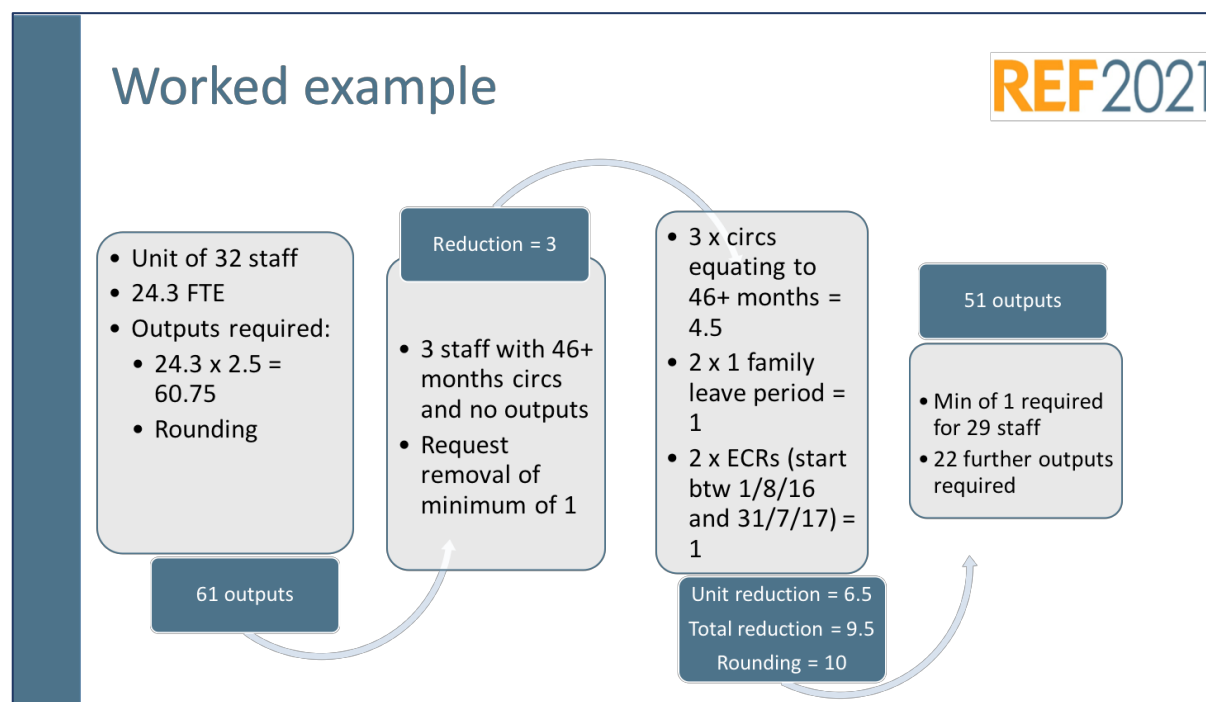 Worked example
REF2021
• Unit of 32 staff
• 24.3 FTE
• Outputs required:
• 24.3 x 2.5 =
60.75
• Rounding
61 outputs
Reduction = 3
• 3 staff with 46+
months circs
and no outputs
• Request
removal of
minimum of 1
• 3 x circs
equating to
46+ months =
4.5
• 2 x 1 family
leave period =
1
• 2 x ECRs (start
btw 1/8/16
and 31/7/17) =
1
Unit reduction = 6.5
Total reduction = 9.5
Rounding = 10
51 outputs
• Min of 1 required
for 29 staff
• 22 further outputs
required